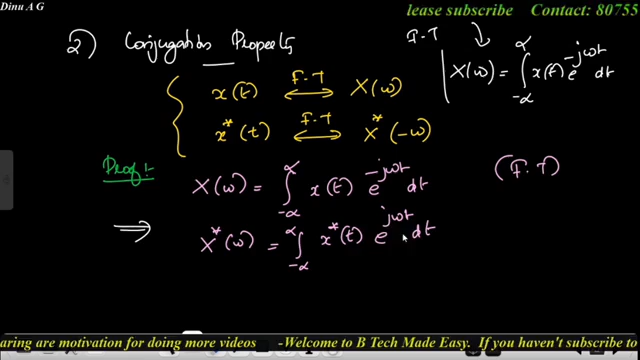 Dinu A G
lease subscribe : Contact : 80755
2) Conjugation Property
F.T
X(ω) = ∫_{-α}^{α} x(t) e^{-jωt} dt
x(t) ⟷ F.T X(ω)
x*(t) ⟷ F.T X*(-ω)
Proof :-
X(ω) = ∫_{-α}^{α} x(t) e^{-jωt} dt (F.T)
⇒ X*(ω) = ∫_{-α}^{α} x*(t) e^{jωt} dt
aring are motivation for doing more videos -Welcome to B Tech Made Easy. If you haven't subscribe to